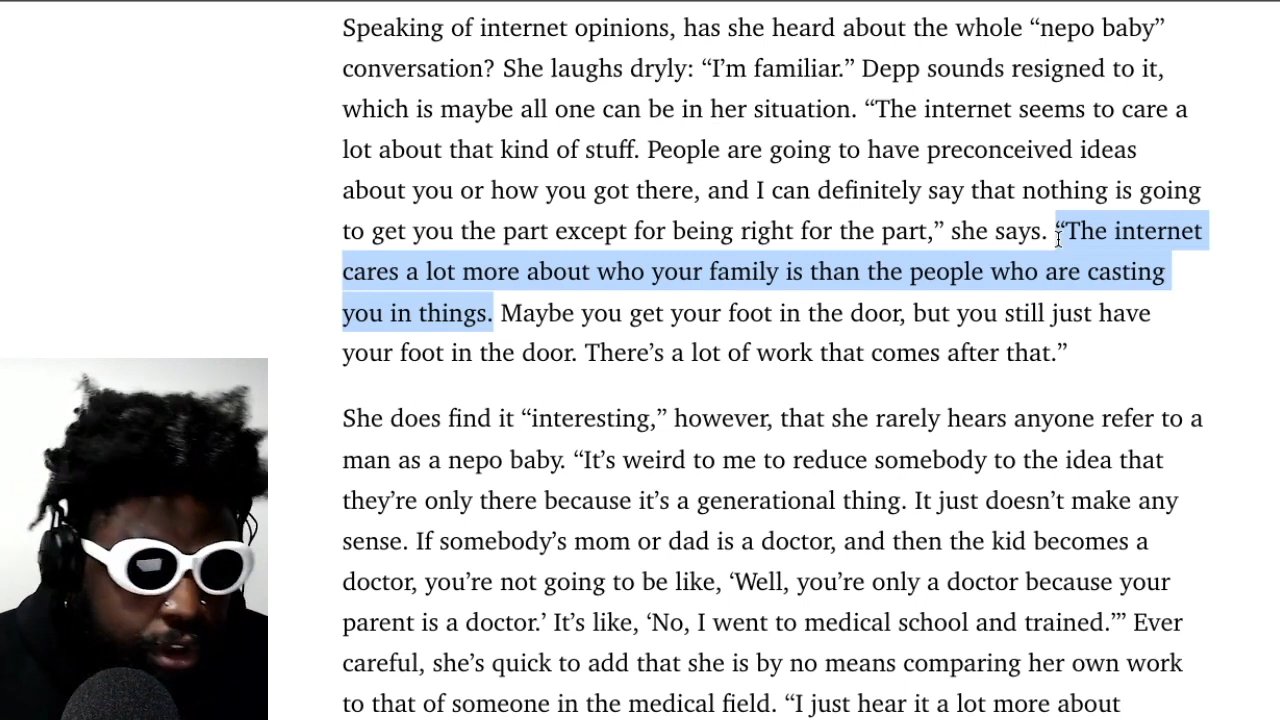 Speaking of internet opinions, has she heard about the whole “nepo baby”
conversation? She laughs dryly: “I’m familiar.” Depp sounds resigned to it,
which is maybe all one can be in her situation. “The internet seems to care a
lot about that kind of stuff. People are going to have preconceived ideas
about you or how you got there, and I can definitely say that nothing is going
to get you the part except for being right for the part,” she says. “The internet
cares a lot more about who your family is than the people who are casting
you in things. Maybe you get your foot in the door, but you still just have
your foot in the door. There’s a lot of work that comes after that.”
She does find it “interesting,” however, that she rarely hears anyone refer to a
man as a nepo baby. “It’s weird to me to reduce somebody to the idea that
they’re only there because it’s a generational thing. It just doesn’t make any
sense. If somebody’s mom or dad is a doctor, and then the kid becomes a
doctor, you’re not going to be like, ‘Well, you’re only a doctor because your
parent is a doctor.’ It’s like, ‘No, I went to medical school and trained.’” Ever
careful, she’s quick to add that she is by no means comparing her own work
to that of someone in the medical field. “I just hear it a lot more about